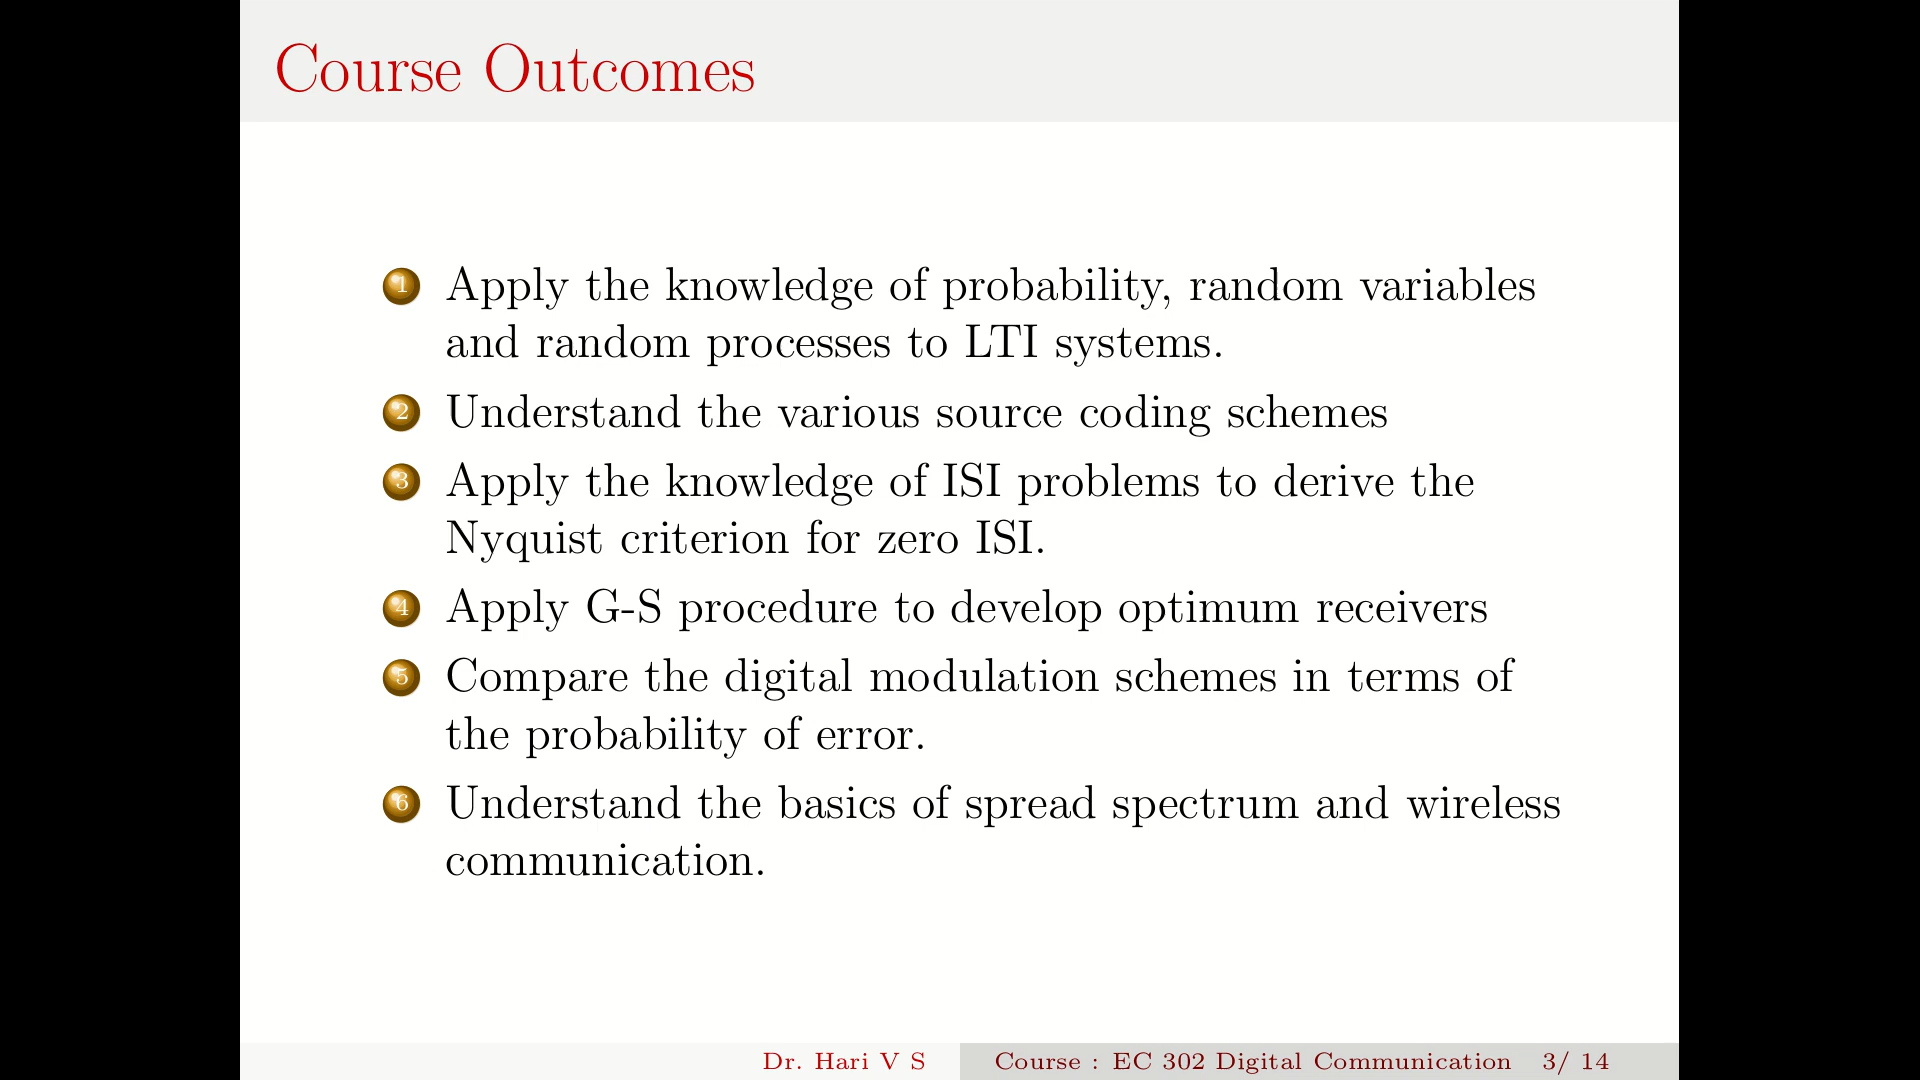 Course Outcomes
1 Apply the knowledge of probability, random variables
and random processes to LTI systems.
2 Understand the various source coding schemes
3 Apply the knowledge of ISI problems to derive the
Nyquist criterion for zero ISI.
4 Apply G-S procedure to develop optimum receivers
5 Compare the digital modulation schemes in terms of
the probability of error.
6 Understand the basics of spread spectrum and wireless
communication.
Dr. Hari V S Course : EC 302 Digital Communication 3/ 14